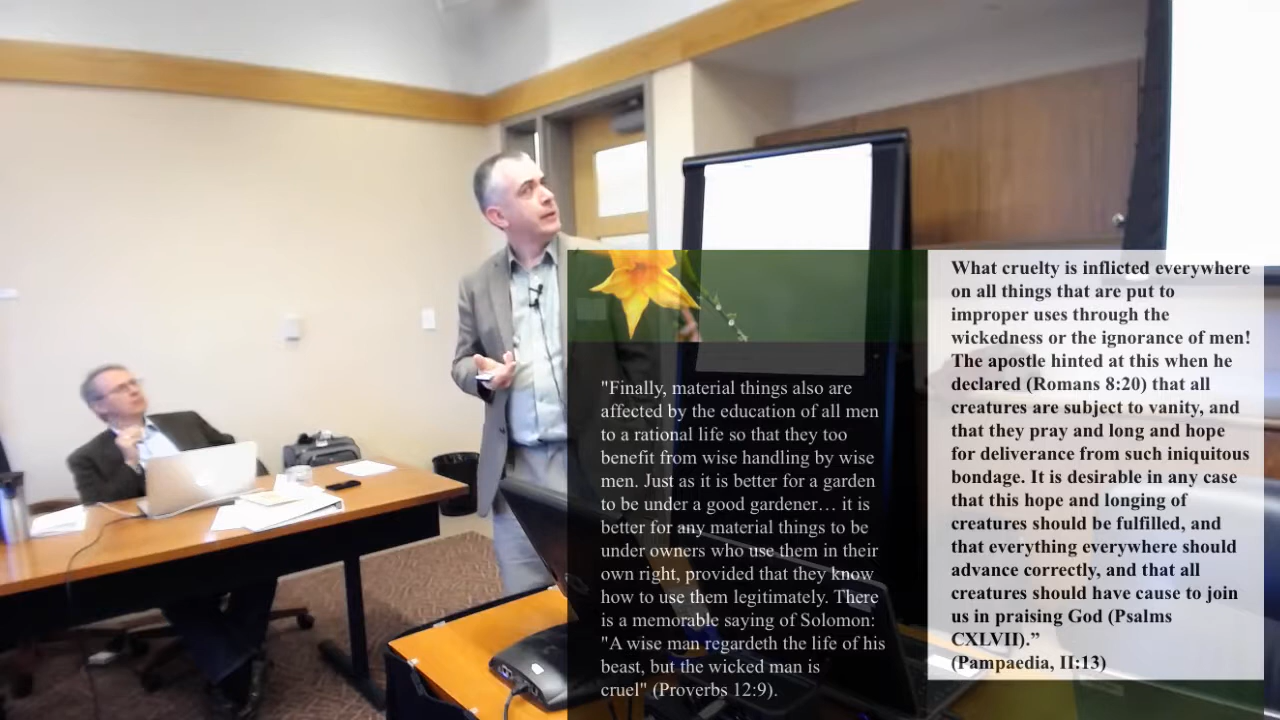 "Finally, material things also are
affected by the education of all men
to a rational life so that they too
benefit from wise handling by wise
men. Just as it is better for a garden
to be under a good gardener… it is
better for any material things to be
under owners who use them in their
own right, provided that they know
how to use them legitimately. There
is a memorable saying of Solomon:
"A wise man regardeth the life of his
beast, but the wicked man is
cruel" (Proverbs 12:9).
What cruelty is inflicted everywhere
on all things that are put to
improper uses through the
wickedness or the ignorance of men!
The apostle hinted at this when he
declared (Romans 8:20) that all
creatures are subject to vanity, and
that they pray and long and hope
for deliverance from such iniquitous
bondage. It is desirable in any case
that this hope and longing of
creatures should be fulfilled, and
that everything everywhere should
advance correctly, and that all
creatures should have cause to join
us in praising God (Psalms
CXLVII).”
(Pampaedia, II:13)